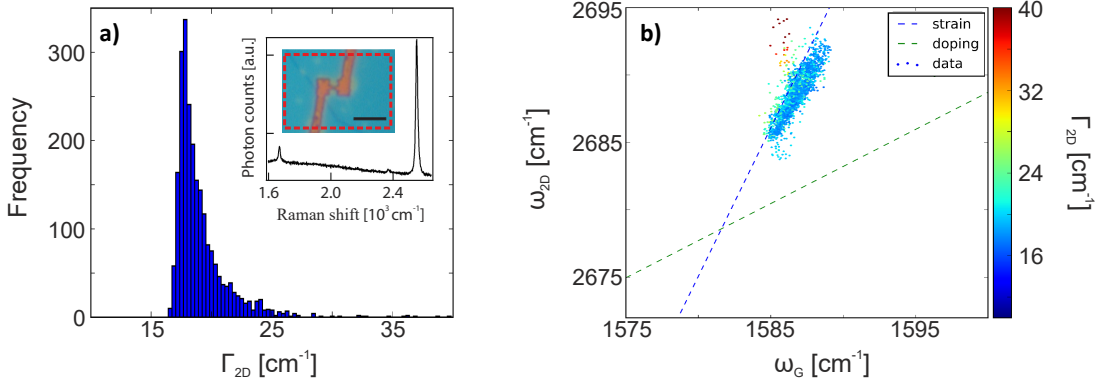 a)
Frequency
300
200
100
0
15
25
35
Γ2D [cm-1]
Photon counts [a.u.]
1.6
2.0
2.4
Raman shift [10³ cm-1]
b)
ω2D [cm-1]
2695
2685
2675
1575
1585
1595
ωG [cm-1]
strain
doping
data
40
32
24
16
Γ2D [cm-1]